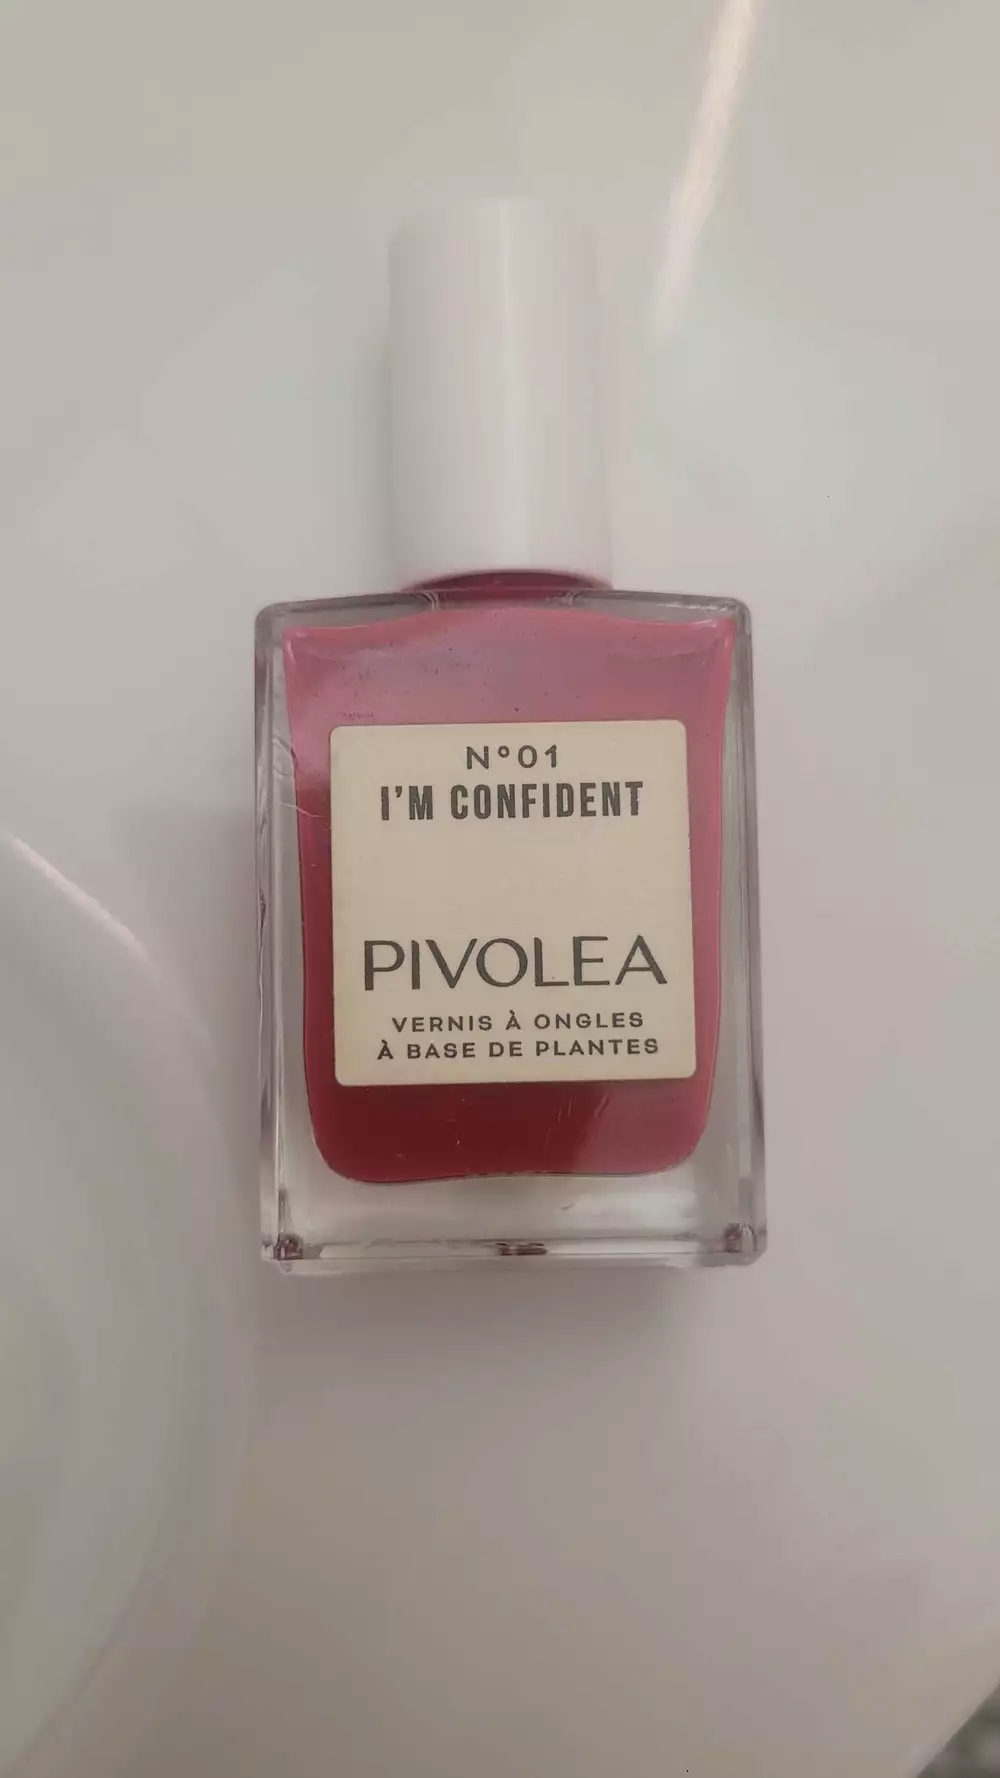 N°01
I'M CONFIDENT
PIVOLEA
VERNIS À ONGLES
À BASE DE PLANTES